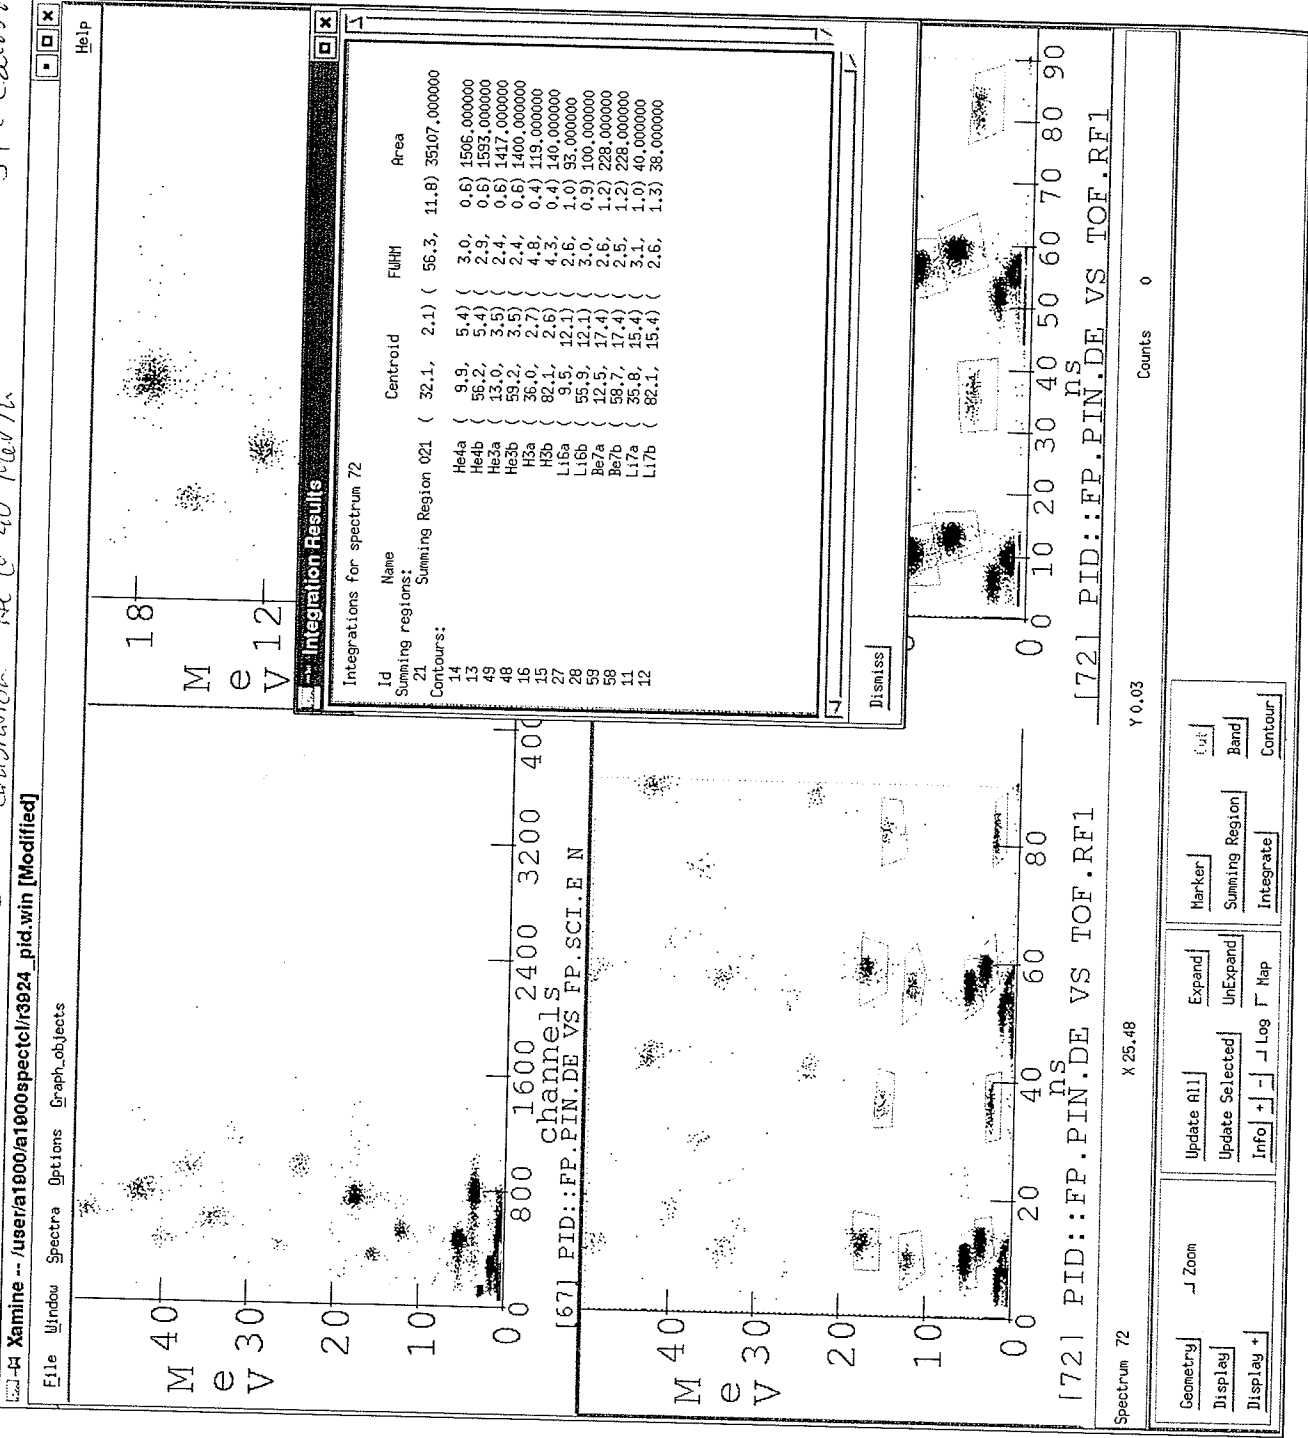 He @ 40 MeV/u
Xamine -- /user/a1900/a1900spectcl/r3924_pid.win [Modified]
File Window Spectra Options Graph_objects Help
M e V
40
30
20
10
0
0 800 1600 2400 3200 400
channels
[67] PID::FP.PIN.DE VS FP.SCI.E N
M e V
18
12
Integration Results
Integrations for spectrum 72
Id Name Centroid FWHM Area
Summing regions:
21 Summing Region 021 ( 32.1, 2.1) ( 56.3, 11.8) 35107.000000
Contours:
14 He4a ( 9.9, 5.4) ( 3.0, 0.6) 1506.000000
13 He4b ( 56.2, 5.4) ( 2.9, 0.6) 1593.000000
49 He3a ( 13.0, 3.5) ( 2.4, 0.6) 1417.000000
48 He3b ( 59.2, 3.5) ( 2.4, 0.6) 1400.000000
16 H3a ( 36.0, 2.7) ( 4.8, 0.4) 119.000000
15 H3b ( 82.1, 2.6) ( 4.3, 0.4) 140.000000
27 Li6a ( 9.5, 12.1) ( 2.6, 1.0) 93.000000
28 Li6b ( 55.9, 12.1) ( 3.0, 0.9) 100.000000
59 Be7a ( 12.5, 17.4) ( 2.6, 1.2) 228.000000
58 Be7b ( 58.7, 17.4) ( 2.5, 1.2) 228.000000
11 Li7a ( 35.8, 15.4) ( 3.1, 1.0) 40.000000
12 Li7b ( 82.1, 15.4) ( 2.6, 1.3) 38.000000
Dismiss
M e V
40
30
20
10
0
0 20 40 60 80
ns
[72] PID::FP.PIN.DE VS TOF.RF1
0
0 10 20 30 40 50 60 70 80 90
ns
[72] PID::FP.PIN.DE VS TOF.RF1
Spectrum 72 X 25.48 Y 0.03 Counts 0
Geometry Zoom Update All Expand Marker Cut
Display Update Selected UnExpand Summing Region Band
Display + Info + - Log Map Integrate Contour